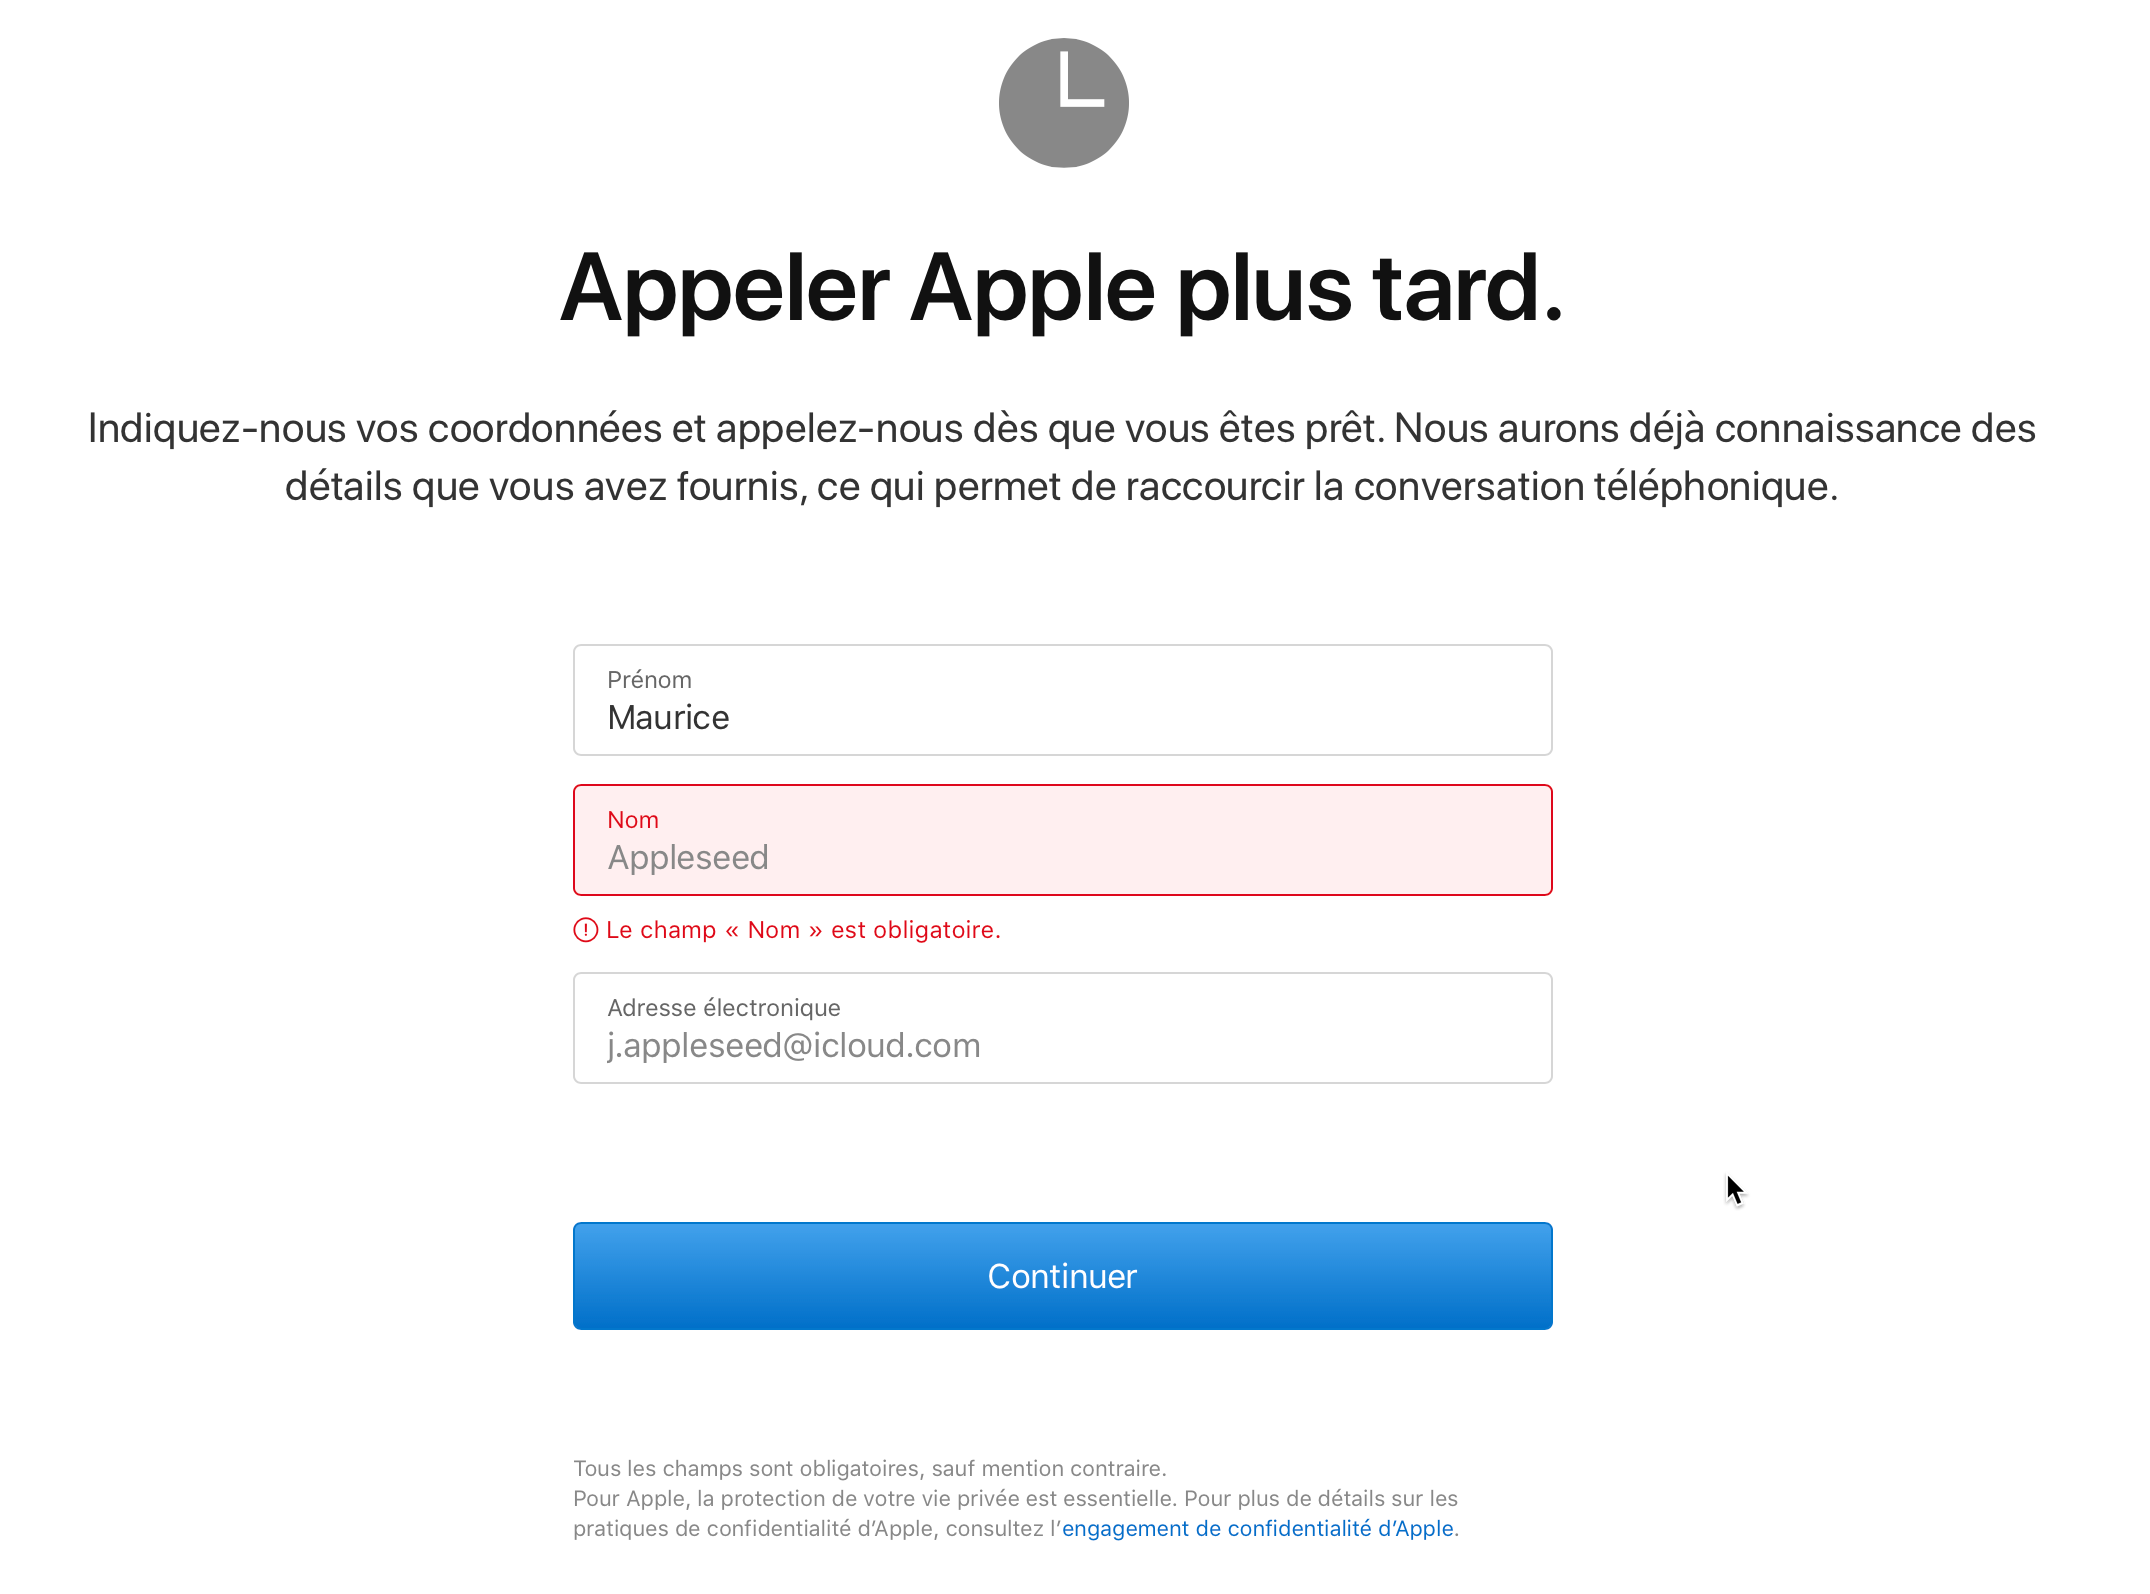 Appeler Apple plus tard.
Indiquez-nous vos coordonnées et appelez-nous dès que vous êtes prêt. Nous aurons déjà connaissance des
détails que vous avez fournis, ce qui permet de raccourcir la conversation téléphonique.
Prénom
Maurice
Nom
Appleseed
Le champ « Nom » est obligatoire.
Adresse électronique
j.appleseed@icloud.com
Continuer
Tous les champs sont obligatoires, sauf mention contraire.
Pour Apple, la protection de votre vie privée est essentielle. Pour plus de détails sur les
pratiques de confidentialité d’Apple, consultez l’engagement de confidentialité d’Apple.